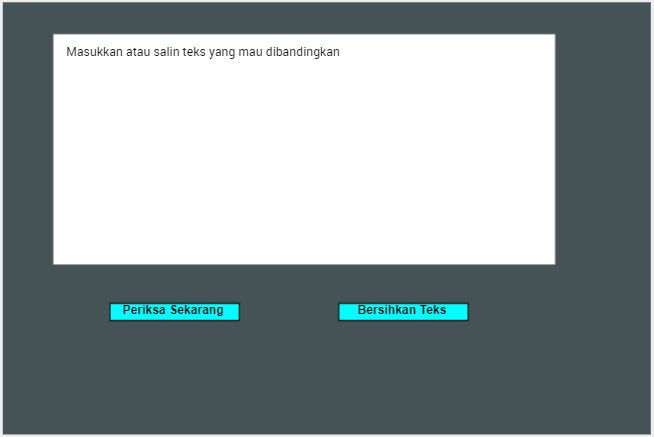 Masukkan atau salin teks yang mau dibandingkan
Periksa Sekarang
Bersihkan Teks